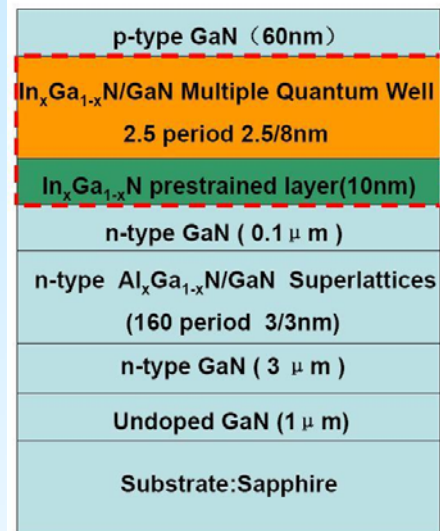 p-type GaN（60nm）
InₓGa₁₋ₓN/GaN Multiple Quantum Well
2.5 period 2.5/8nm
InₓGa₁₋ₓN prestrained layer(10nm)
n-type GaN ( 0.1 μ m )
n-type AlₓGa₁₋ₓN/GaN Superlattices
(160 period 3/3nm)
n-type GaN ( 3 μ m )
Undoped GaN (1 μ m)
Substrate:Sapphire